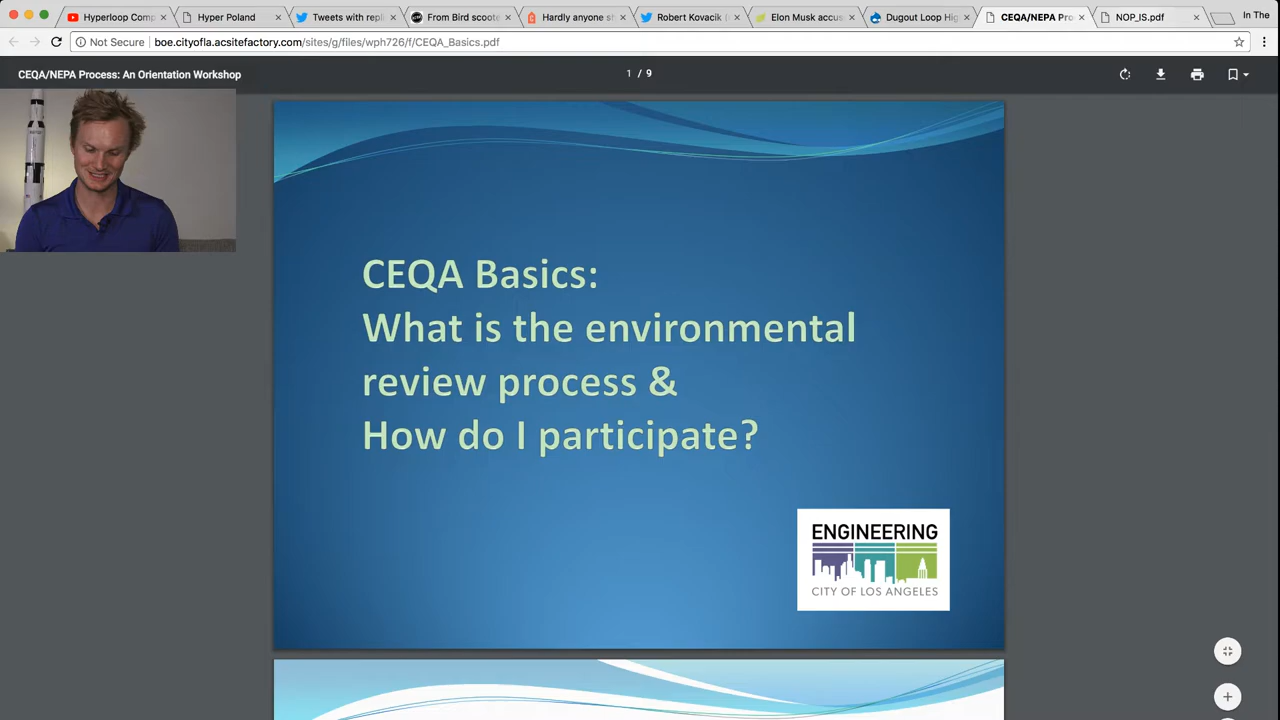 Hyperloop Comp
Hyper Poland
Tweets with repli
From Bird scoote
Hardly anyone sh
Robert Kovacik (
Elon Musk accus
Dugout Loop Hig
CEQA/NEPA Pro
NOP_IS.pdf
In The
Not Secure
boe.cityofla.acsitefactory.com/sites/g/files/wph726/f/CEQA_Basics.pdf
CEQA/NEPA Process: An Orientation Workshop
1 / 9
CEQA Basics:
What is the environmental
review process &
How do I participate?
ENGINEERING
CITY OF LOS ANGELES